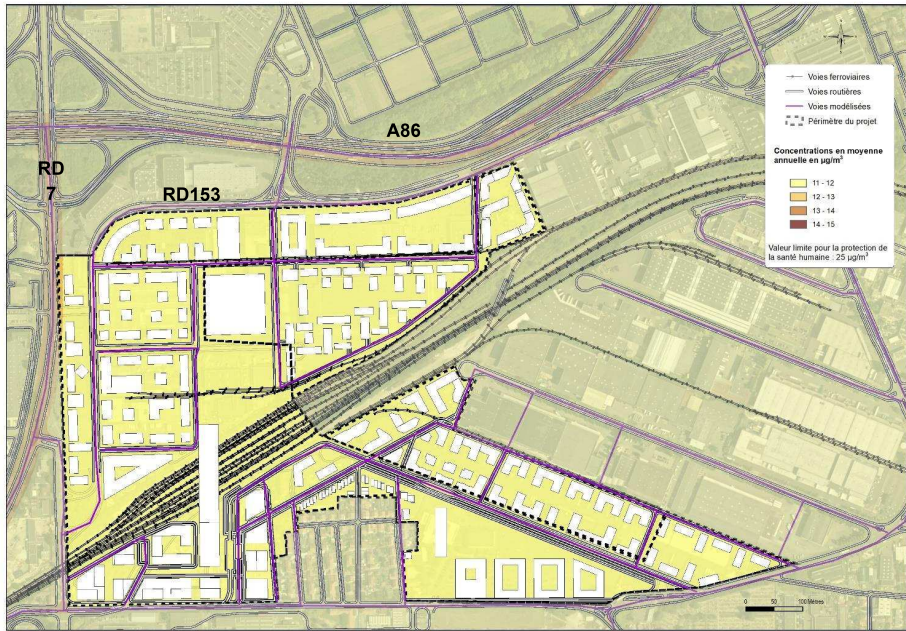 A86
RD
7
RD153
Voies ferroviaires
Voies routières
Voies modélisées
Périmètre du projet
Concentrations en moyenne
annuelle en µg/m³
11 - 12
12 - 13
13 - 14
14 - 15
Valeur limite pour la protection de
la santé humaine : 25 µg/m³
0 50 100 Mètres